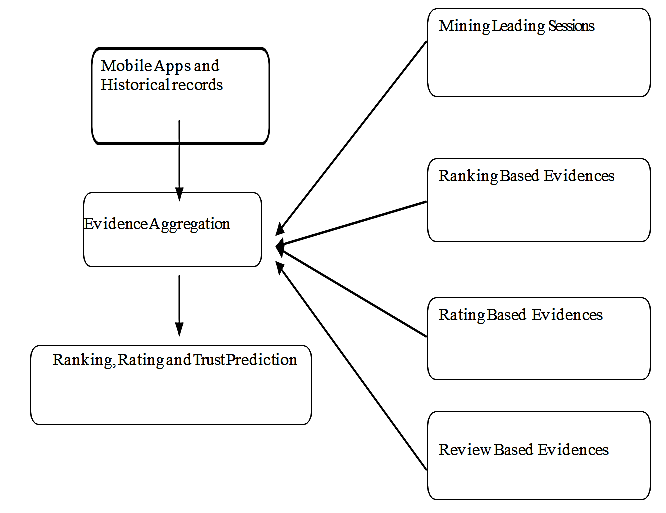 Mining Leading Sessions
Mobile Apps and
Historical records
Ranking Based Evidences
Evidence Aggregation
Rating Based Evidences
Ranking, Rating and Trust Prediction
Review Based Evidences